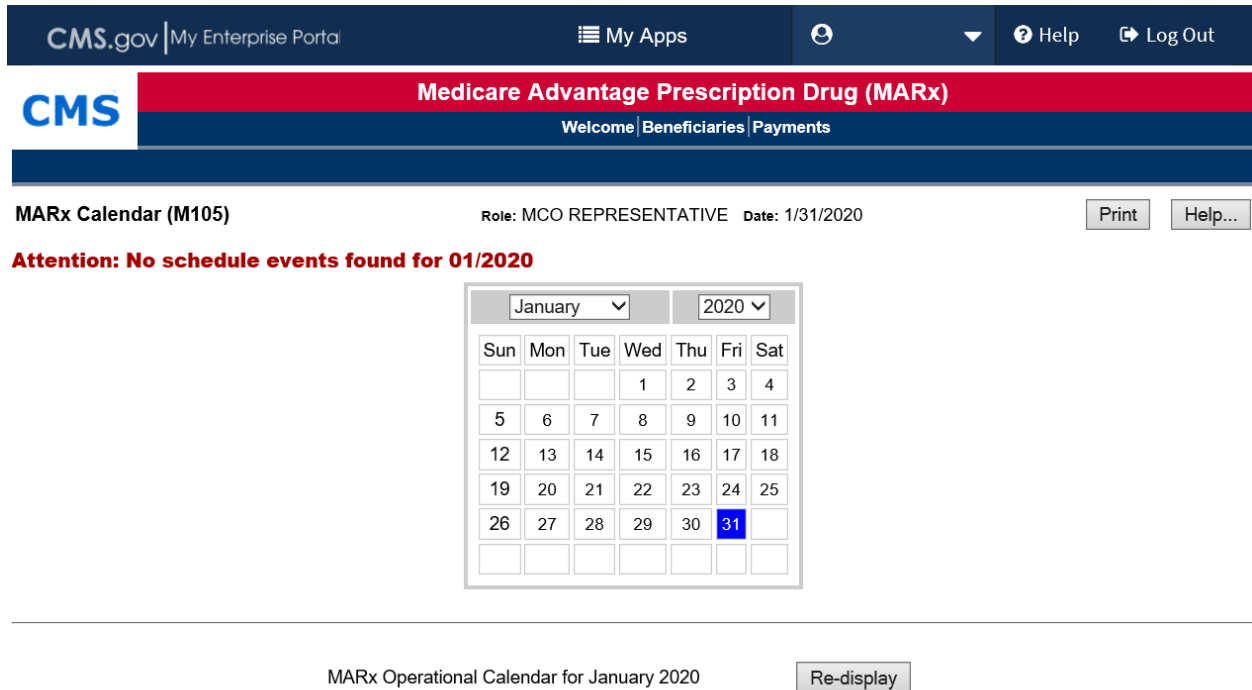 CMS.gov My Enterprise Portal My Apps Help Log Out
CMS
Medicare Advantage Prescription Drug (MARx)
Welcome Beneficiaries Payments
MARx Calendar (M105) Role: MCO REPRESENTATIVE Date: 1/31/2020 Print Help...
Attention: No schedule events found for 01/2020
January 2020
Sun Mon Tue Wed Thu Fri Sat
1 2 3 4
5 6 7 8 9 10 11
12 13 14 15 16 17 18
19 20 21 22 23 24 25
26 27 28 29 30 31
MARx Operational Calendar for January 2020 Re-display